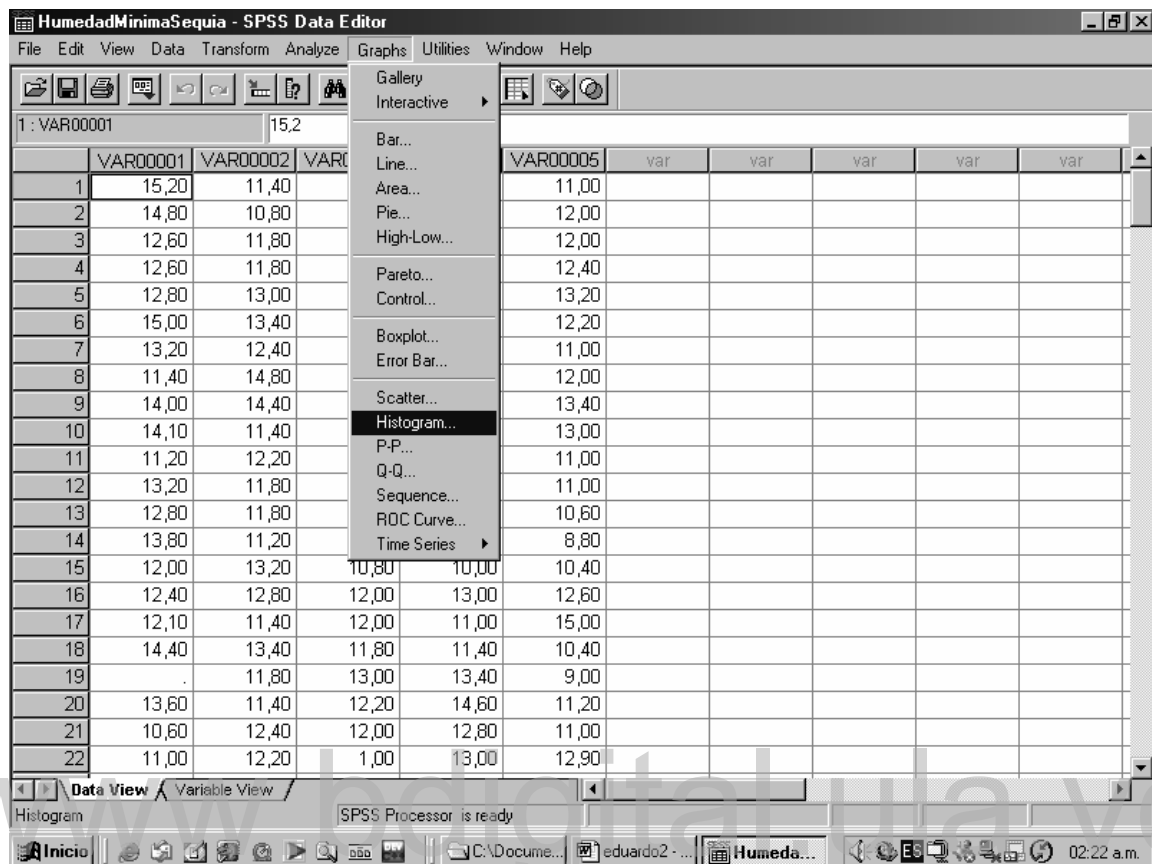 HumedadMinimaSequia - SPSS Data Editor
File Edit View Data Transform Analyze Graphs Utilities Window Help
1 : VAR00001 15,2
Gallery
Interactive
Bar...
Line...
Area...
Pie...
High-Low...
Pareto...
Control...
Boxplot...
Error Bar...
Scatter...
Histogram...
P-P...
Q-Q...
Sequence...
ROC Curve...
Time Series
VAR00001 VAR00002 VAR0 VAR00005 var var var var var
1 15,20 11,40 11,00
2 14,80 10,80 12,00
3 12,60 11,80 12,00
4 12,60 11,80 12,40
5 12,80 13,00 13,20
6 15,00 13,40 12,20
7 13,20 12,40 11,00
8 11,40 14,80 12,00
9 14,00 14,40 13,40
10 14,10 11,40 13,00
11 11,20 12,20 11,00
12 13,20 11,80 11,00
13 12,80 11,80 10,60
14 13,80 11,20 8,80
15 12,00 13,20 10,80 10,00 10,40
16 12,40 12,80 12,00 13,00 12,60
17 12,10 11,40 12,00 11,00 15,00
18 14,40 13,40 11,80 11,40 10,40
19 . 11,80 13,00 13,40 9,00
20 13,60 11,40 12,20 14,60 11,20
21 10,60 12,40 12,00 12,80 11,00
22 11,00 12,20 1,00 13,00 12,90
Data View Variable View
Histogram SPSS Processor is ready
Inicio C:\Docume... eduardo2 - ... Humeda... ES 02:22 a.m.
www.bdigital.ula.ve